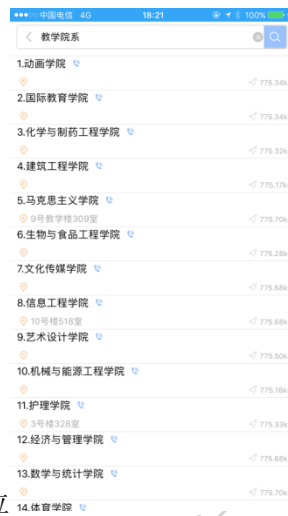 中国电信 4G 18:21 100%
教学院系
1.动画学院
775.34k
2.国际教育学院
775.34k
3.化学与制药工程学院
775.32k
4.建筑工程学院
775.17k
5.马克思主义学院
9号教学楼309室 775.70k
6.生物与食品工程学院
775.28k
7.文化传媒学院
775.68k
8.信息工程学院
10号楼518室 775.68k
9.艺术设计学院
775.50k
10.机械与能源工程学院
775.18k
11.护理学院
3号楼328室 775.33k
12.经济与管理学院
775.68k
13.数学与统计学院
775.70k
14.体育学院